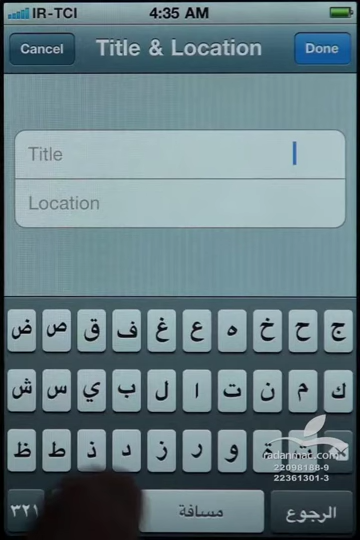 IR-TCI 4:35 AM
Cancel Title & Location Done
Title
Location
ض ص ق ف غ ع ه خ ح ج
ش س ي ب ل ا ت ن م ك
ظ ط ذ د ز ر و
radanmac.com
22098188-9
22361301-3
٣٢١ مسافة الرجوع